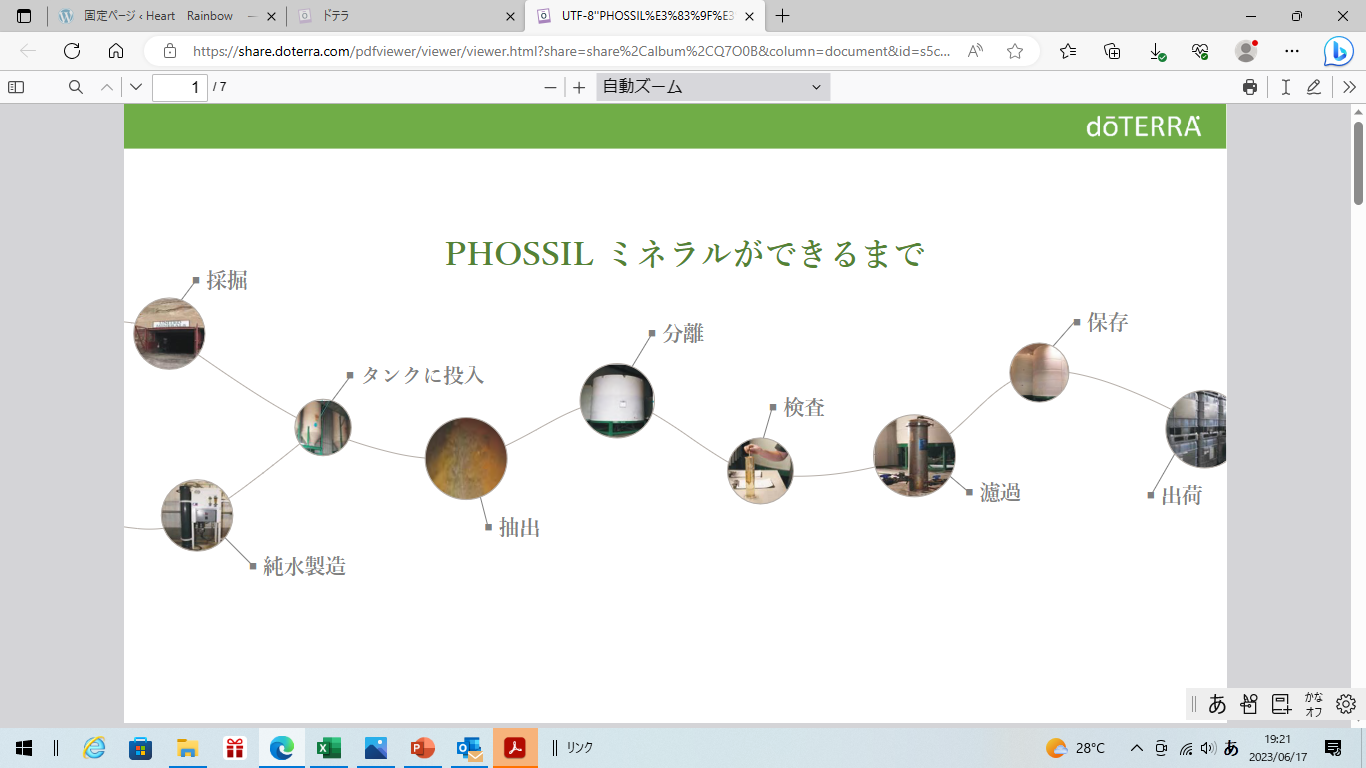 固定ページ ‹ Heart Rainbow —
ドテラ
UTF-8''PHOSSIL%E3%83%9F%E3
https://share.doterra.com/pdfviewer/viewer/viewer.html?share=share%2Calbum%2CQ7O0B&column=document&id=s5c...
1 / 7
自動ズーム
dōTERRA
PHOSSIL ミネラルができるまで
採掘
保存
分離
タンクに投入
検査
濾過
出荷
抽出
純水製造
あ
かな
オフ
リンク
28°C
あ
19:21
2023/06/17